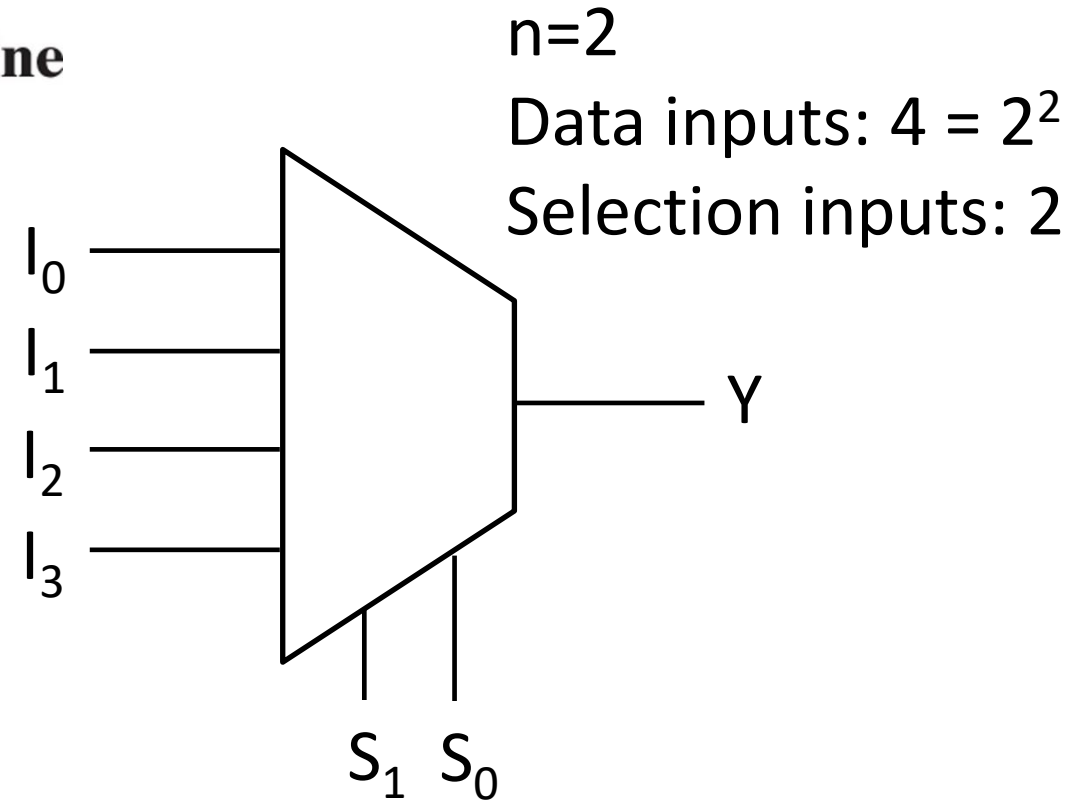 ne
n=2
Data inputs: 4 = 2²
Selection inputs: 2
I₀
I₁
I₂
I₃
Y
S₁ S₀